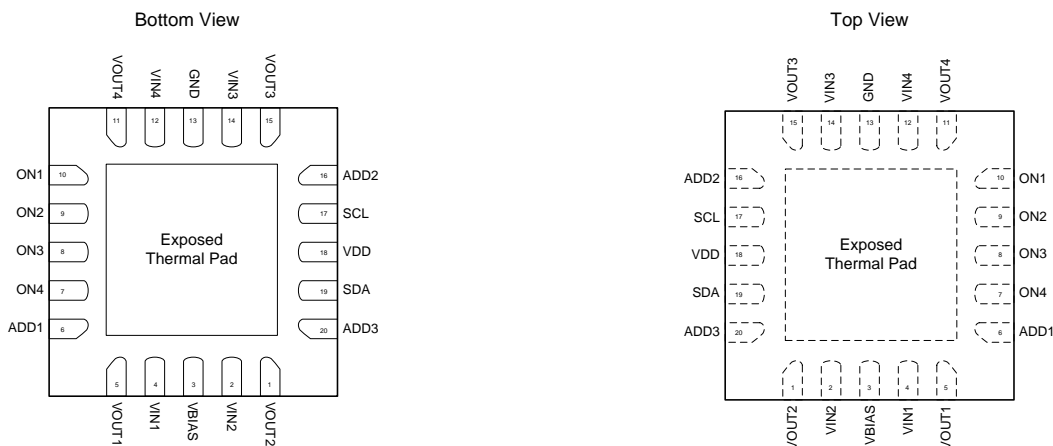 Bottom View
VOUT4
VIN4
GND
VIN3
VOUT3
11
12
13
14
15
ON1
10
16
ADD2
ON2
9
17
SCL
ON3
8
Exposed
Thermal Pad
18
VDD
ON4
7
19
SDA
ADD1
6
20
ADD3
5
4
3
2
1
VOUT1
VIN1
VBIAS
VIN2
VOUT2
Top View
VOUT3
VIN3
GND
VIN4
VOUT4
15
14
13
12
11
ADD2
16
10
ON1
SCL
17
9
ON2
VDD
18
Exposed
Thermal Pad
8
ON3
SDA
19
7
ON4
ADD3
20
6
ADD1
1
2
3
4
5
VOUT2
VIN2
VBIAS
VIN1
VOUT1